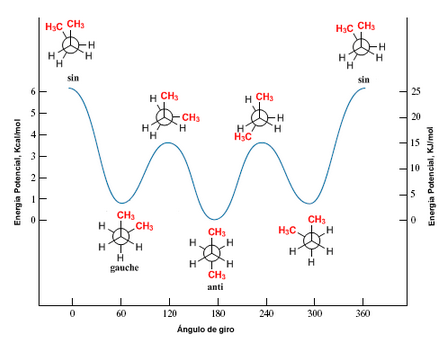 H₃C CH₃
H
H
H H
sin
H₃C CH₃
H
H
H H
sin
H CH₃
CH₃
H
H H
H CH₃
H
H
H₃C H
Energía Potencial, Kcal/mol
6
5
4
3
2
1
0
Energía Potencial, KJ/mol
25
20
15
10
5
0
CH₃
H CH₃
H H
H
gauche
CH₃
H H
H H
CH₃
anti
CH₃
H₃C H
H H
H
0 60 120 180 240 300 360
Ángulo de giro